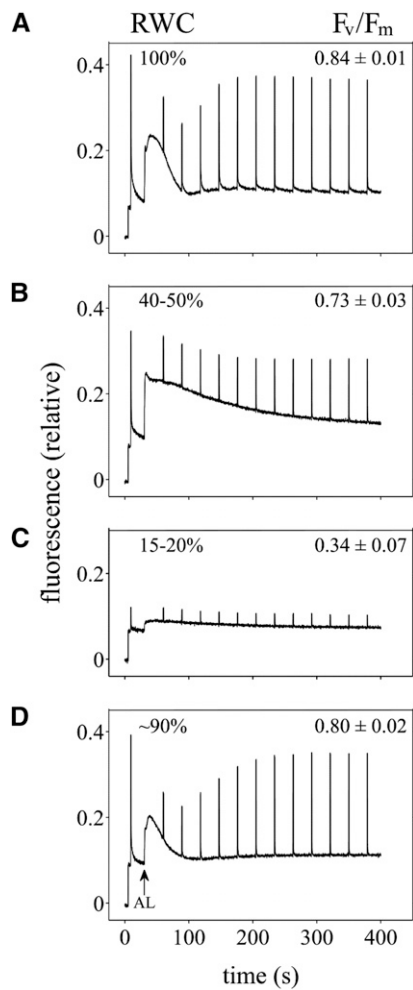 A RWC Fv/Fm
100% 0.84 ± 0.01
0.4
0.2
0
B
40-50% 0.73 ± 0.03
0.4
0.2
0
C
15-20% 0.34 ± 0.07
0.2
0
D
~90% 0.80 ± 0.02
0.4
0.2
0
AL
fluorescence (relative)
0 100 200 300 400
time (s)